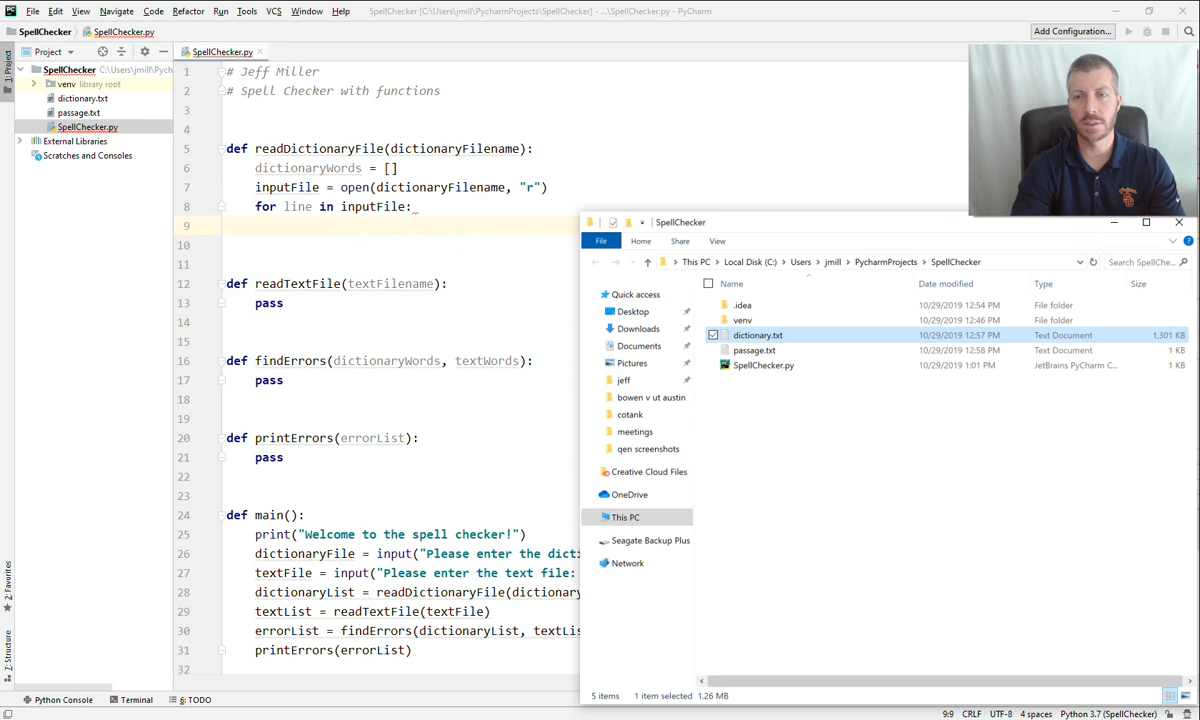 File Edit View Navigate Code Refactor Run Tools VCS Window Help SpellChecker [C:\Users\jmill\PycharmProjects\SpellChecker] - ...\SpellChecker.py - PyCharm
SpellChecker SpellChecker.py Add Configuration...
Project SpellChecker.py
1: Project
SpellChecker C:\Users\jmill\Pych
venv library root
dictionary.txt
passage.txt
SpellChecker.py
External Libraries
Scratches and Consoles
1 # Jeff Miller
2 # Spell Checker with functions
3
4
5 def readDictionaryFile(dictionaryFilename):
6 dictionaryWords = []
7 inputFile = open(dictionaryFilename, "r")
8 for line in inputFile:
9
10
11
12 def readTextFile(textFilename):
13 pass
14
15
16 def findErrors(dictionaryWords, textWords):
17 pass
18
19
20 def printErrors(errorList):
21 pass
22
23
24 def main():
25 print("Welcome to the spell checker!")
26 dictionaryFile = input("Please enter the dicti
27 textFile = input("Please enter the text file:
28 dictionaryList = readDictionaryFile(dictionary
29 textList = readTextFile(textFile)
30 errorList = findErrors(dictionaryList, textLis
31 printErrors(errorList)
32
SpellChecker
File Home Share View
This PC Local Disk (C:) Users jmill PycharmProjects SpellChecker Search SpellChe...
Name Date modified Type Size
.idea 10/29/2019 12:54 PM File folder
venv 10/29/2019 12:46 PM File folder
dictionary.txt 10/29/2019 12:57 PM Text Document 1,301 KB
passage.txt 10/29/2019 12:58 PM Text Document 1 KB
SpellChecker.py 10/29/2019 1:01 PM JetBrains PyCharm C... 1 KB
Quick access
Desktop
Downloads
Documents
Pictures
jeff
bowen v ut austin
cotank
meetings
qen screenshots
Creative Cloud Files
OneDrive
This PC
Seagate Backup Plus
Network
5 items 1 item selected 1.26 MB
2: Favorites
7: Structure
Python Console Terminal 6: TODO
9:9 CRLF UTF-8 4 spaces Python 3.7 (SpellChecker)